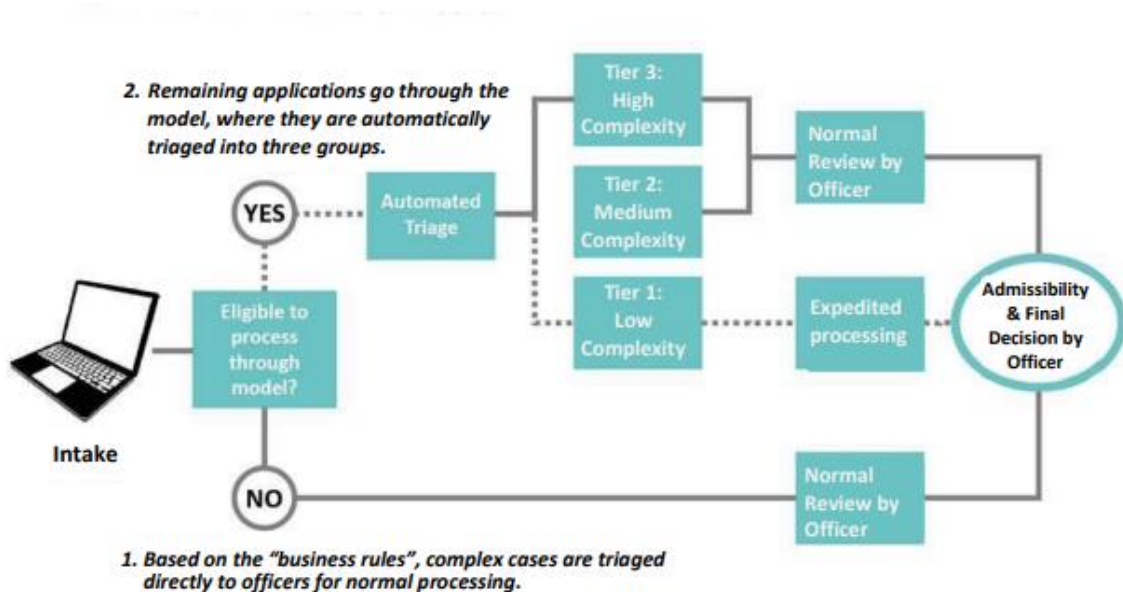 2. Remaining applications go through the
model, where they are automatically
triaged into three groups.
YES
Automated
Triage
Tier 3:
High
Complexity
Tier 2:
Medium
Complexity
Tier 1:
Low
Complexity
Normal
Review by
Officer
Expedited
processing
Admissibility
& Final
Decision by
Officer
Eligible to
process
through
model?
Intake
NO
Normal
Review by
Officer
1. Based on the “business rules”, complex cases are triaged
directly to officers for normal processing.